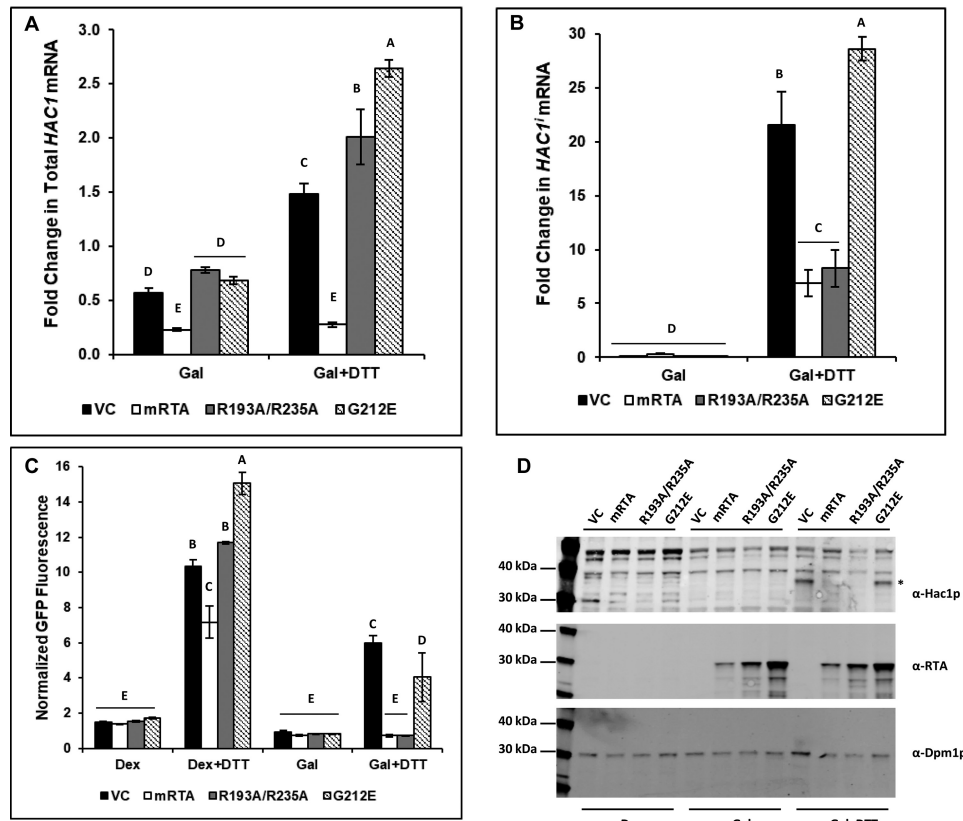 A
Fold Change in Total HAC1 mRNA
3.0
2.5
2.0
1.5
1.0
0.5
0.0
D
E
D
C
E
B
A
Gal
Gal+DTT
VC mRTA R193A/R235A G212E
B
Fold Change in HAC1ⁱ mRNA
30
25
20
15
10
5
0
D
B
C
A
Gal
Gal+DTT
VC mRTA R193A/R235A G212E
C
Normalized GFP Fluorescence
16
14
12
10
8
6
4
2
0
E
B
C
B
A
E
C
E
D
Dex
Dex+DTT
Gal
Gal+DTT
VC mRTA R193A/R235A G212E
D
VC mRTA R193A/R235A G212E VC mRTA R193A/R235A G212E VC mRTA R193A/R235A G212E
40 kDa
30 kDa
*
α-Hac1p
40 kDa
30 kDa
α-RTA
40 kDa
30 kDa
α-Dpm1p